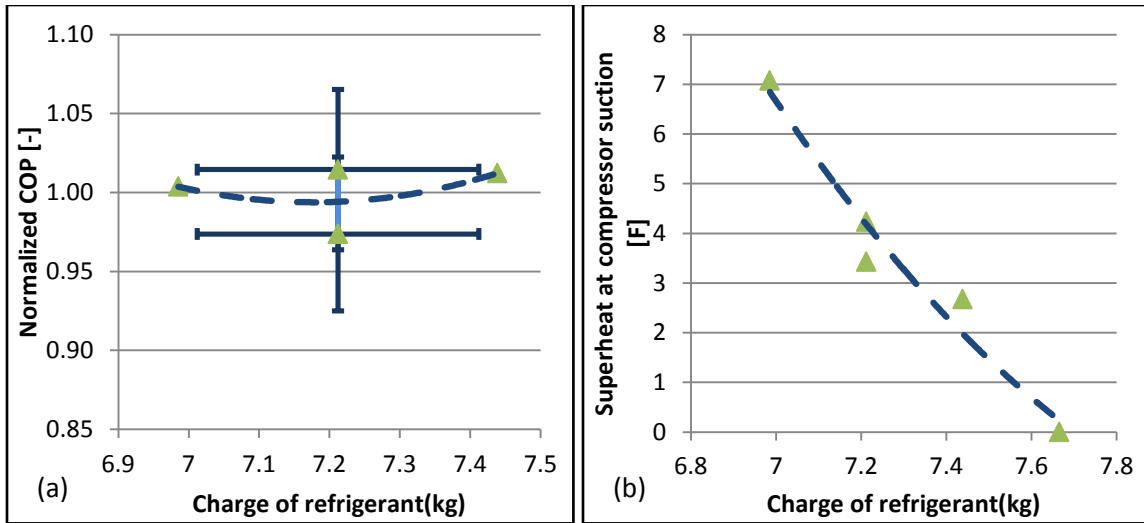 1.10
1.05
1.00
0.95
0.90
0.85
Normalized COP [-]
6.9 7 7.1 7.2 7.3 7.4 7.5
(a)
Charge of refrigerant(kg)
8
7
6
5
4
3
2
1
0
Superheat at compressor suction
[F]
6.8 7 7.2 7.4 7.6 7.8
(b)
Charge of refrigerant(kg)